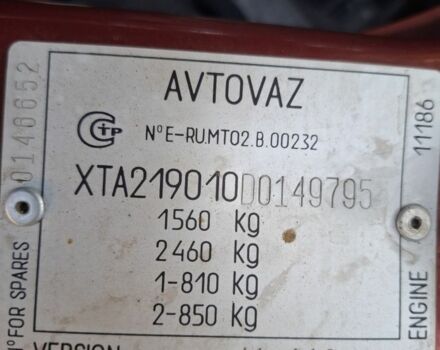 AVTOVAZ
N°E-RU.MT02.B.00232
XTA219010D0149795
1560 Kg
2460 Kg
1-810 Kg
2-850 Kg
N°FOR SPARES 0146652
ENGINE 11186
VERSION